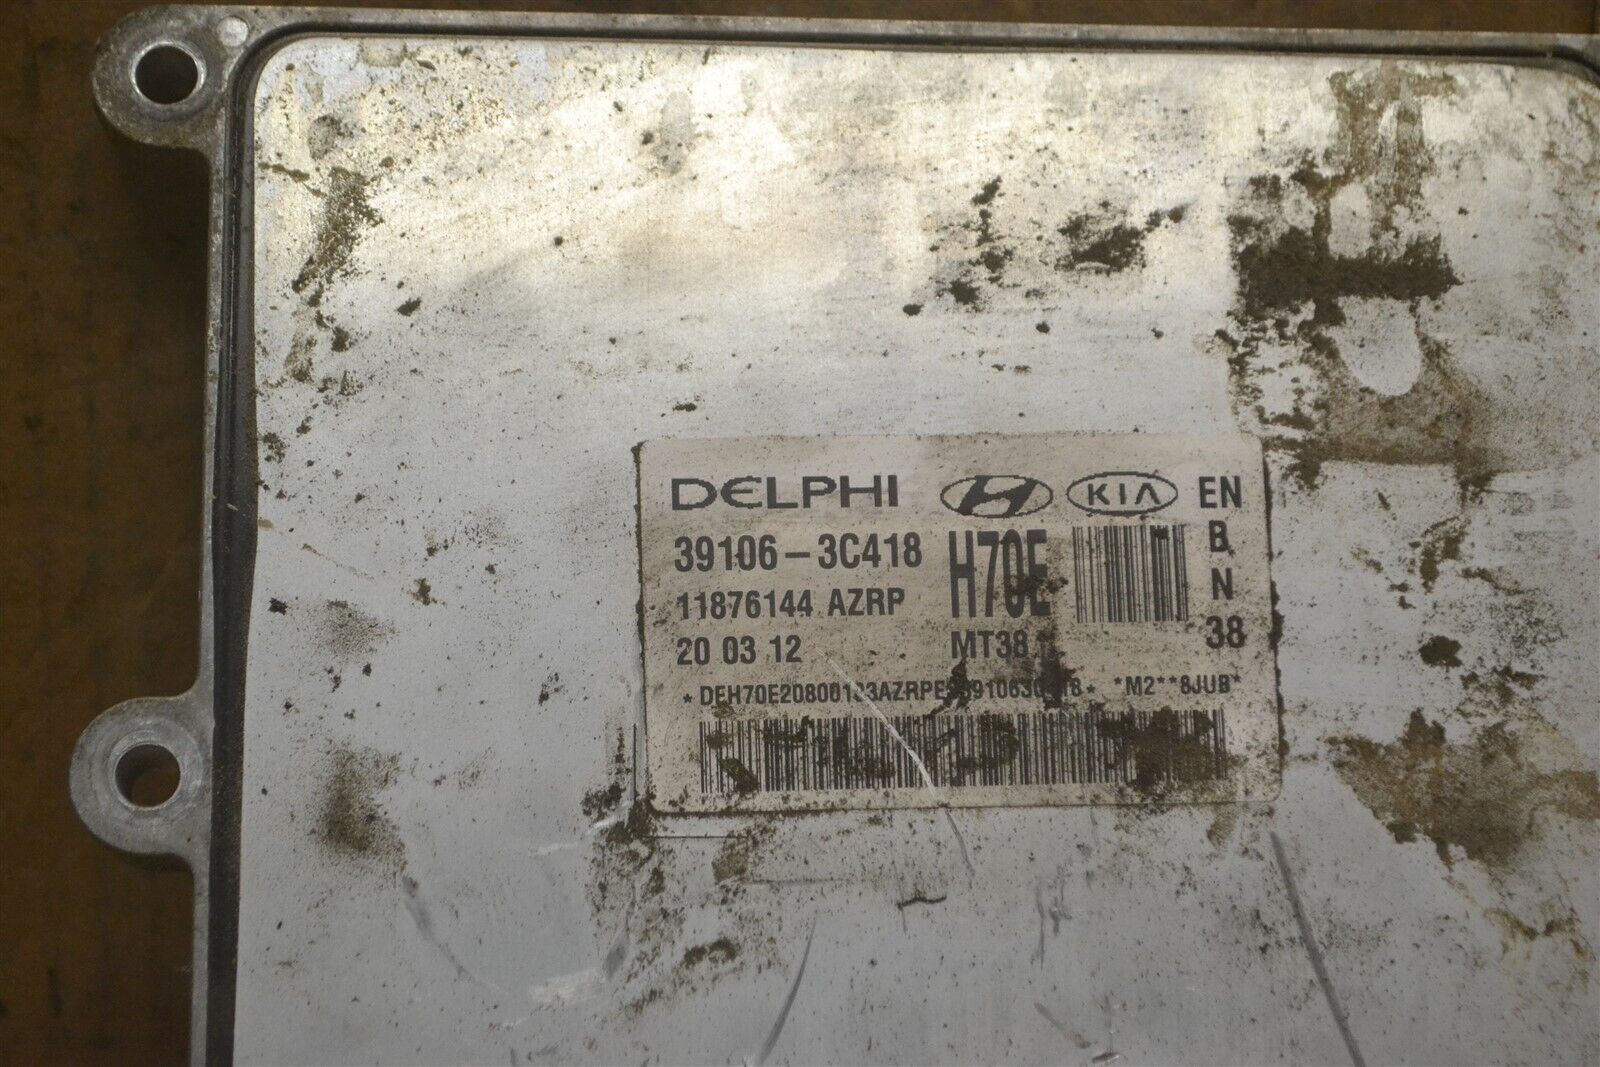 DELPHI KIA EN
39106-3C418 H70E B
11876144 AZRP N
20 03 12 MT38 38
*M2**8JUB*